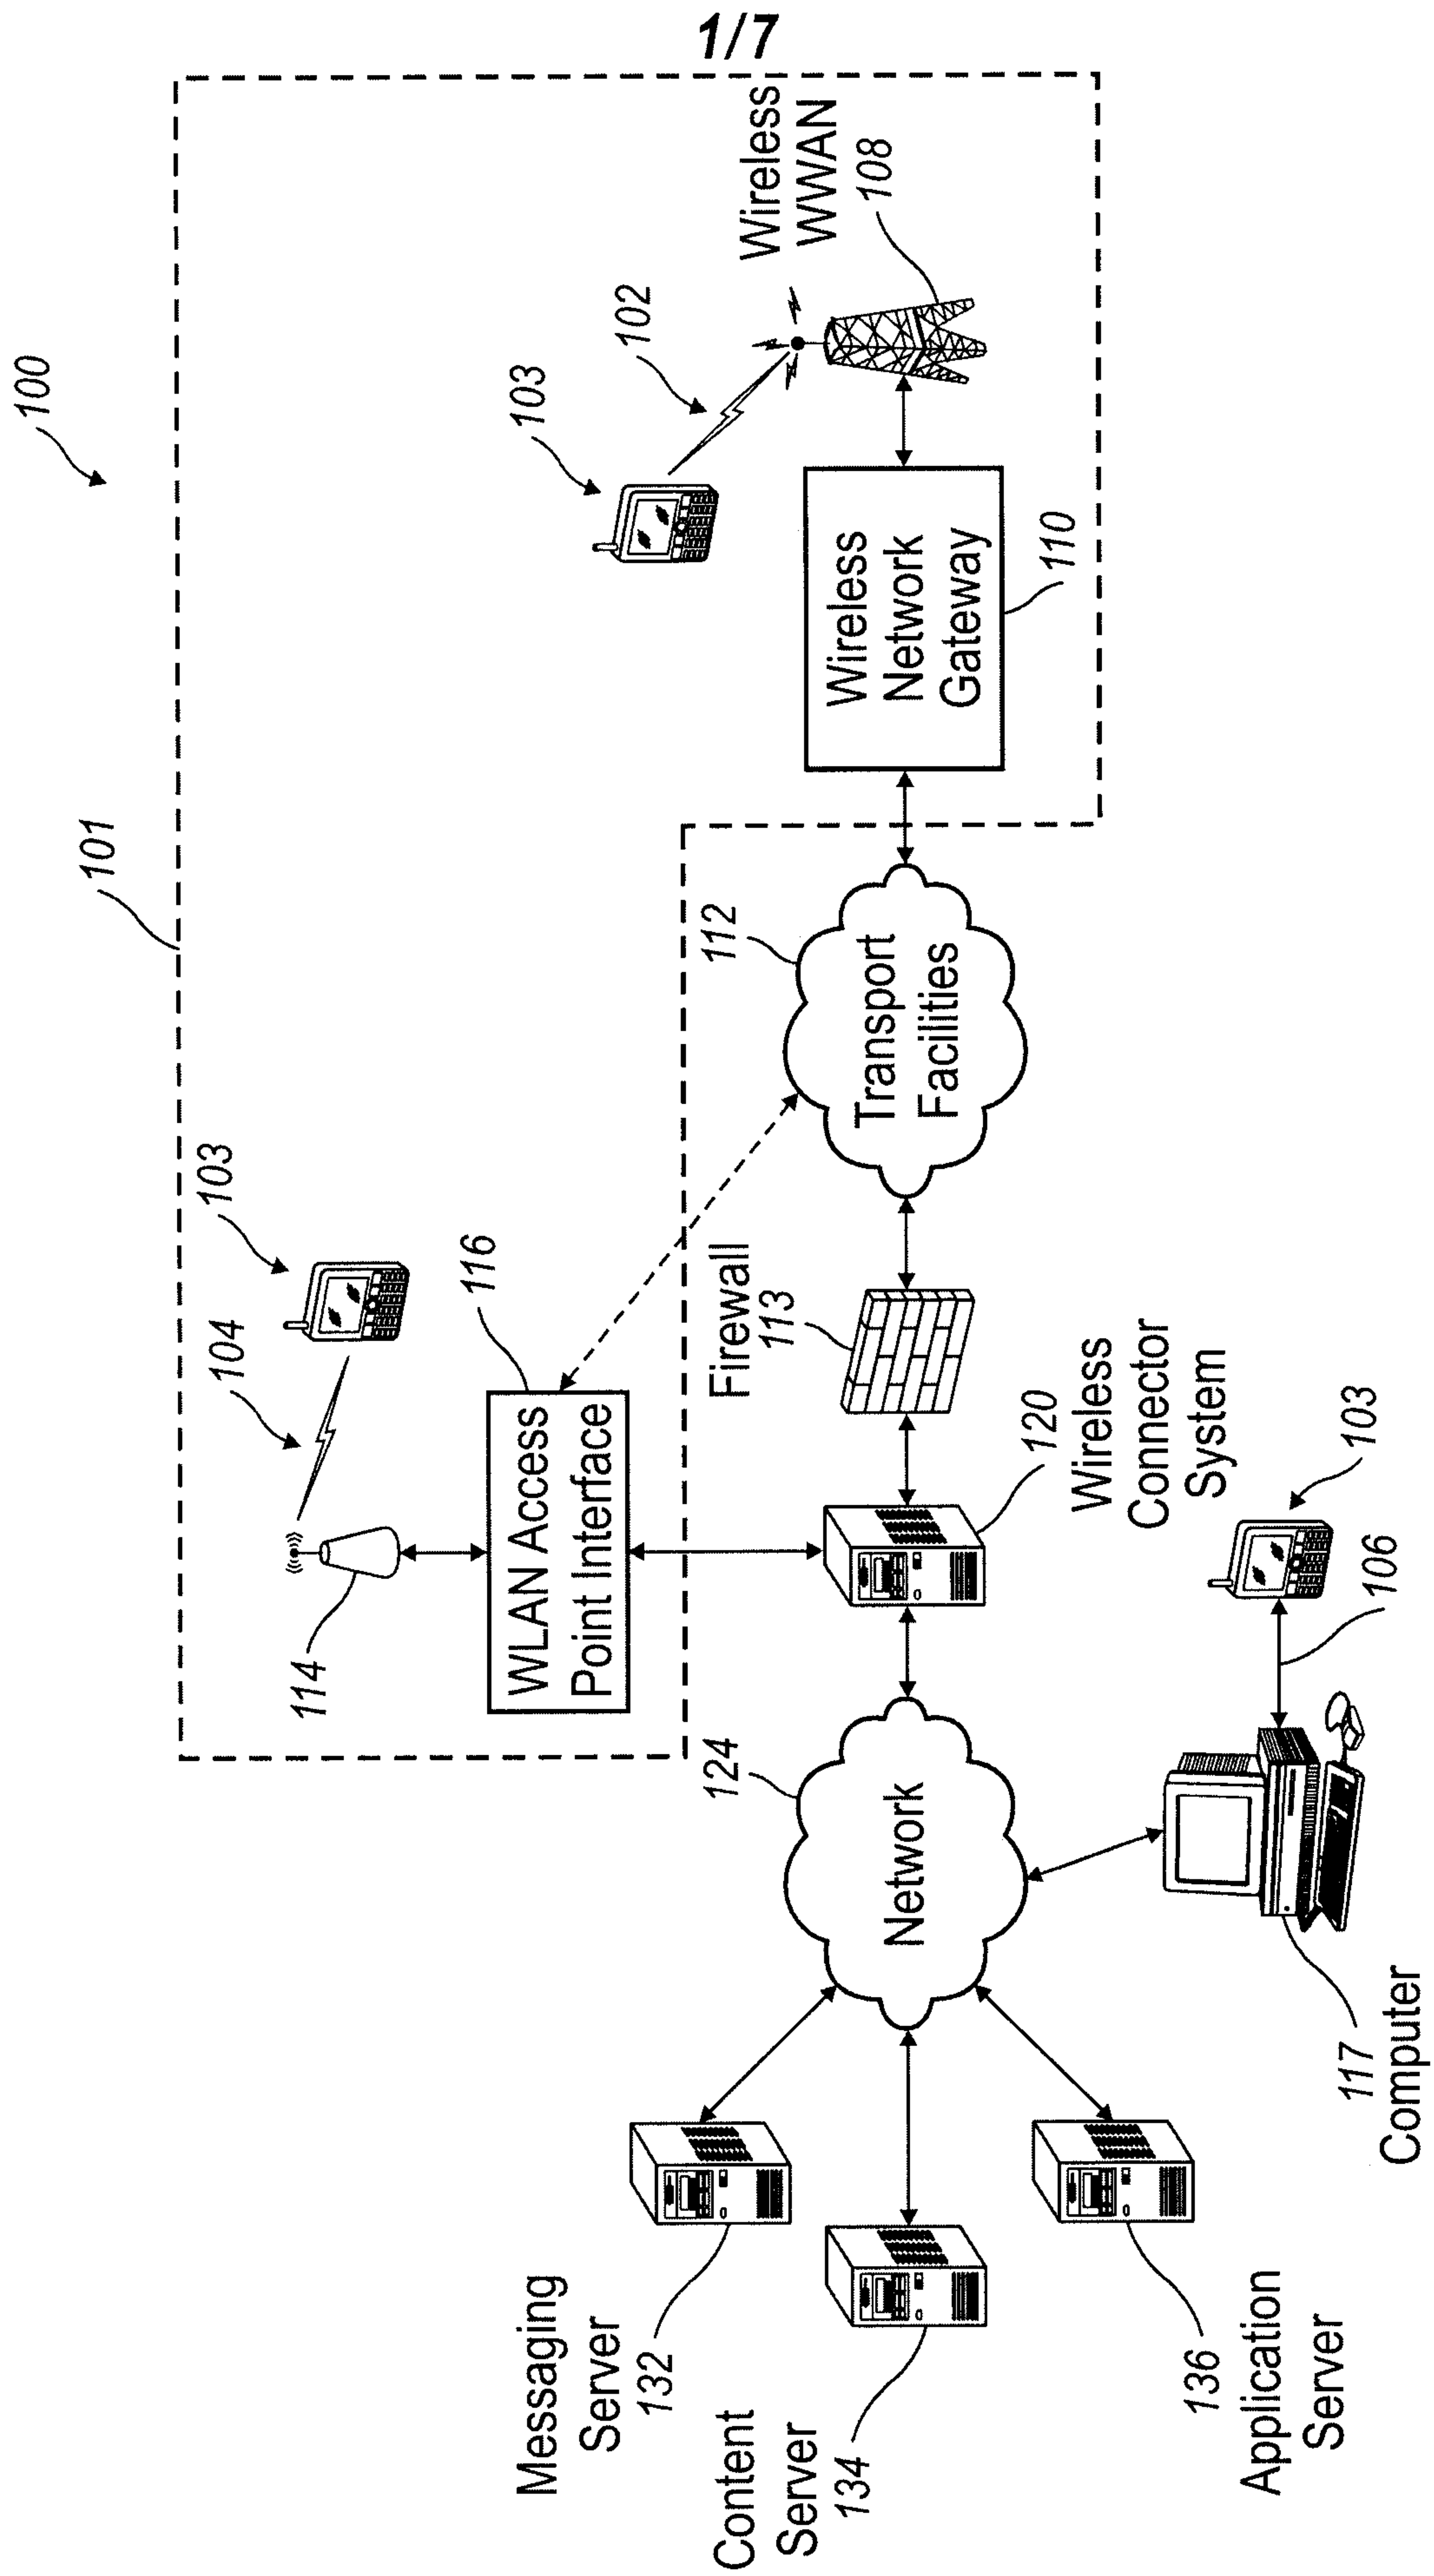 1/7
100
101
103
104
114
116
WLAN Access
Point Interface
103
102
Wireless
WWAN
108
Wireless
Network
Gateway
110
112
Transport
Facilities
Firewall
113
120
Wireless
Connector
System
124
Network
103
106
117
Computer
Messaging
Server
132
Content
Server
134
136
Application
Server